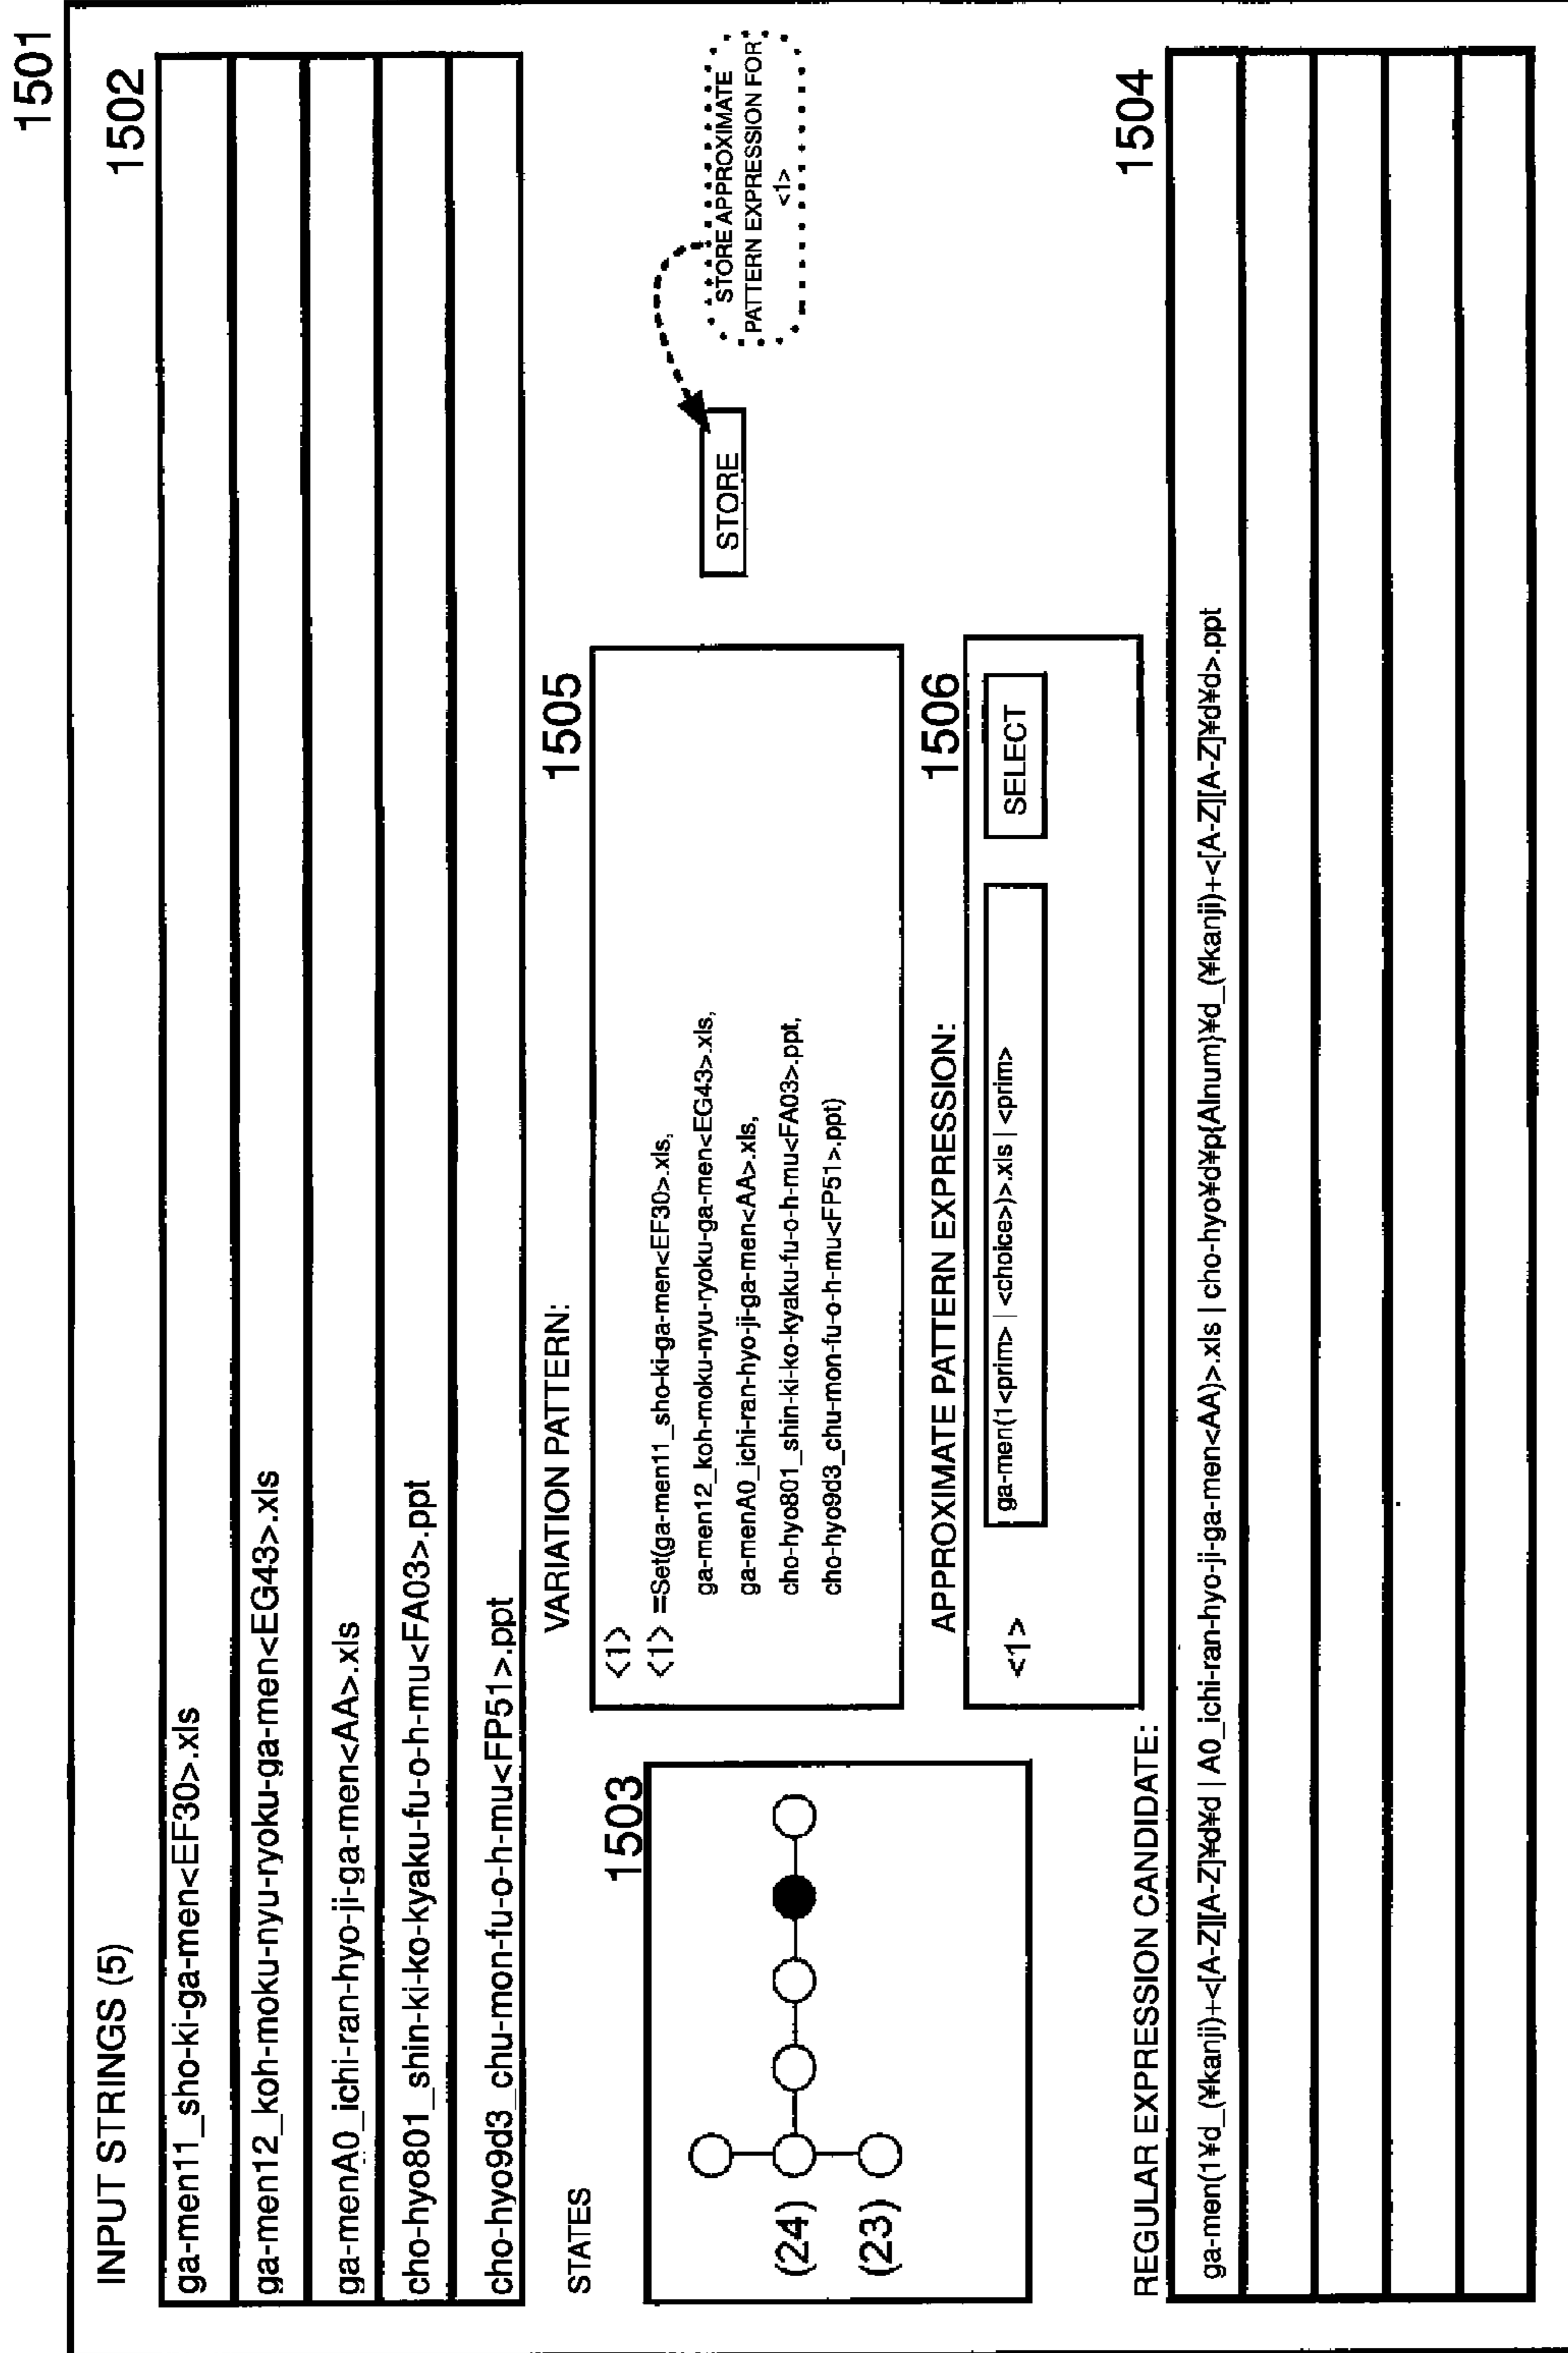 1501
INPUT STRINGS (5)
1502
ga-men11_sho-ki-ga-men<EF30>.xls
ga-men12_koh-moku-nyu-ryoku-ga-men<EG43>.xls
ga-menA0_ichi-ran-hyo-ji-ga-men<AA>.xls
cho-hyo801_shin-ki-ko-kyaku-fu-o-h-mu<FA03>.ppt
cho-hyo9d3_chu-mon-fu-o-h-mu<FP51>.ppt
STATES
1503
(24)
(23)
VARIATION PATTERN:
1505
<1>
<1> =Set(ga-men11_sho-ki-ga-men<EF30>.xls,
ga-men12_koh-moku-nyu-ryoku-ga-men<EG43>.xls,
ga-menA0_ichi-ran-hyo-ji-ga-men<AA>.xls,
cho-hyo801_shin-ki-ko-kyaku-fu-o-h-mu<FA03>.ppt,
cho-hyo9d3_chu-mon-fu-o-h-mu<FP51>.ppt)
STORE
STORE APPROXIMATE
PATTERN EXPRESSION FOR
<1>
APPROXIMATE PATTERN EXPRESSION:
1506
<1>
ga-men(1<prim> | <choice>)>.xls | <prim>
SELECT
REGULAR EXPRESSION CANDIDATE:
1504
ga-men(1¥d_(¥kanji)+<[A-Z][A-Z]¥d¥d | A0_ichi-ran-hyo-ji-ga-men<AA)>.xls | cho-hyo¥d¥p{Alnum}¥d_(¥kanji)+<[A-Z][A-Z]¥d¥d>.ppt